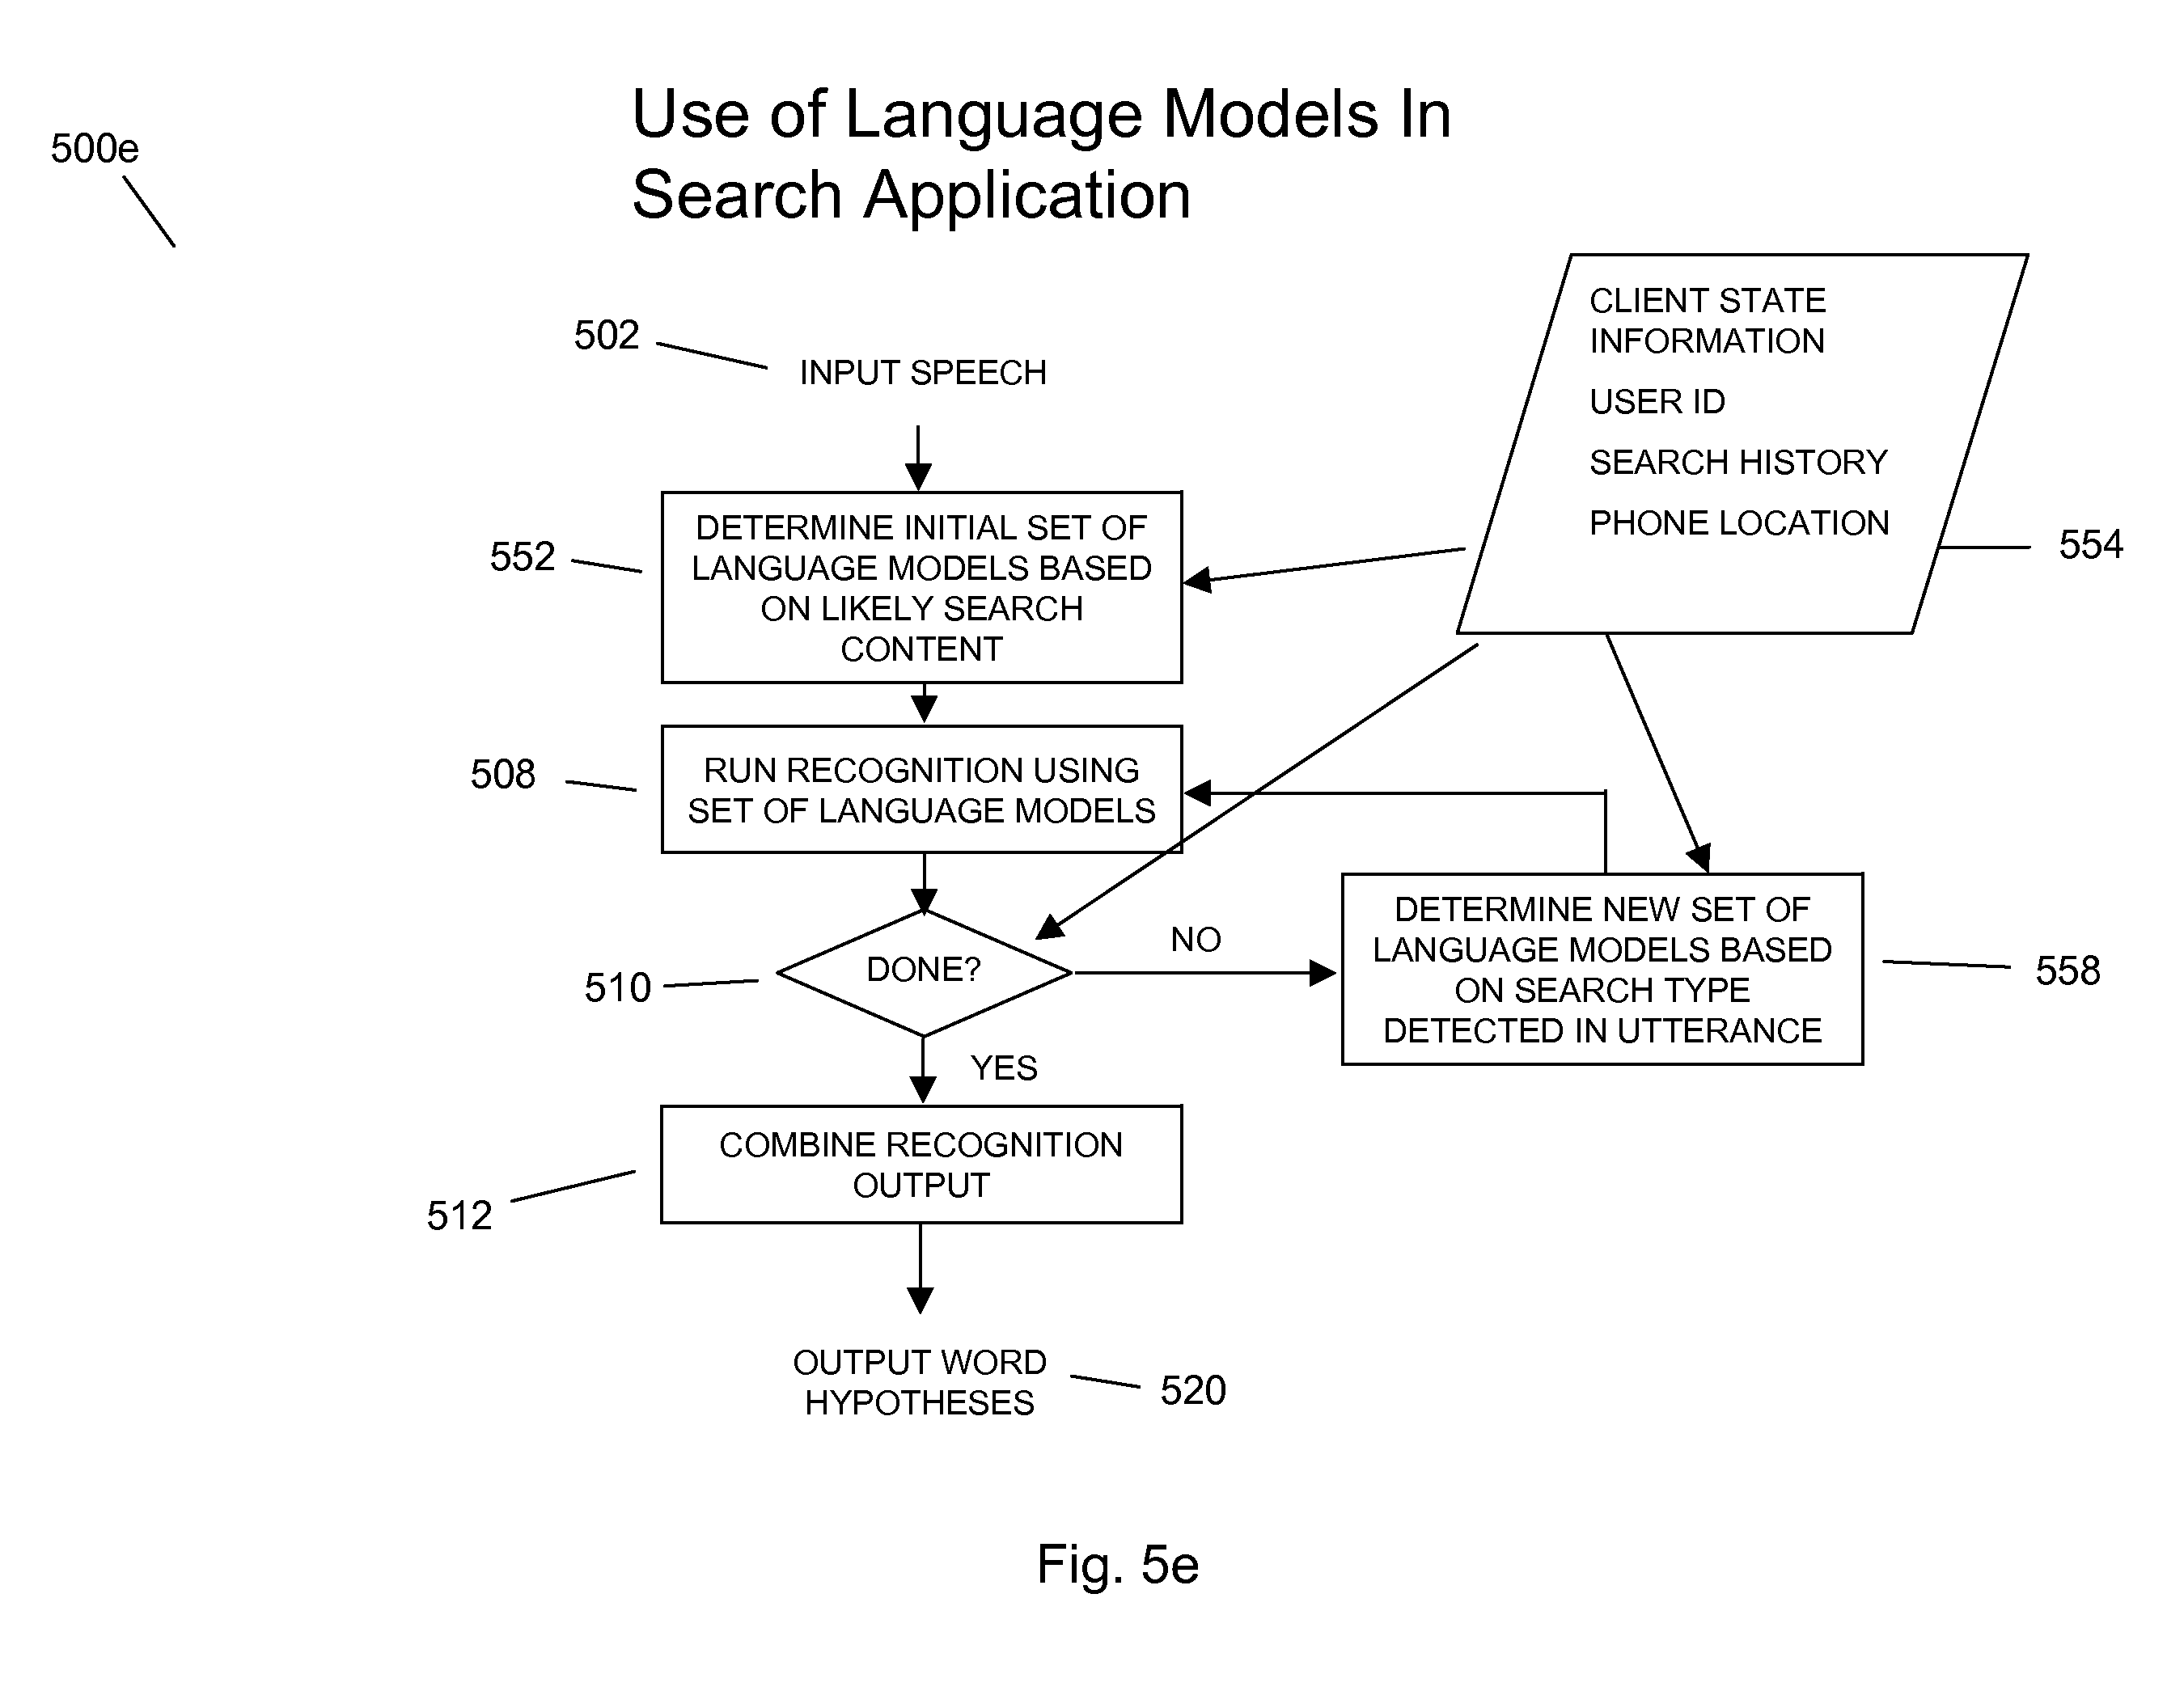 Use of Language Models In
Search Application
500e
502
INPUT SPEECH
CLIENT STATE
INFORMATION
USER ID
SEARCH HISTORY
PHONE LOCATION
554
552
DETERMINE INITIAL SET OF
LANGUAGE MODELS BASED
ON LIKELY SEARCH
CONTENT
508
RUN RECOGNITION USING
SET OF LANGUAGE MODELS
510
DONE?
NO
DETERMINE NEW SET OF
LANGUAGE MODELS BASED
ON SEARCH TYPE
DETECTED IN UTTERANCE
558
YES
512
COMBINE RECOGNITION
OUTPUT
OUTPUT WORD
HYPOTHESES
520
Fig. 5e